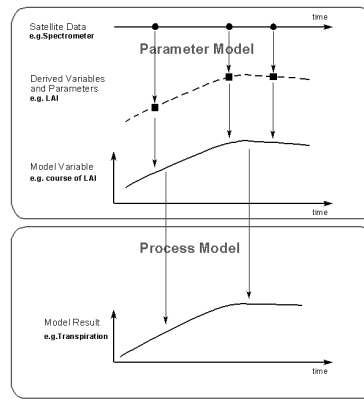 Satellite Data
time
e.g.Spectrometer
Parameter Model
Derived Variables
and Parameters
e.g. LAI
Model Variable
e.g. course of LAI
time
Process Model
Model Result
e.g.Transpiration
time